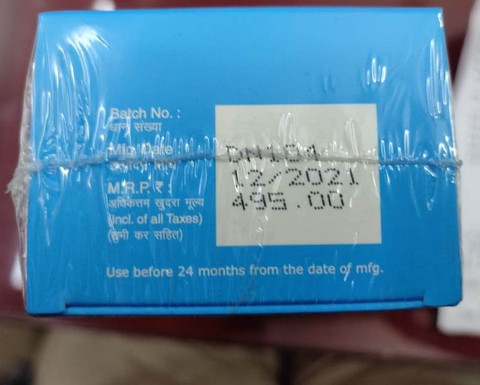 Batch No. :
घान संख्या
Mfg. Date :
DN184
12/2021
M.R.P. ₹ :
495.00
अधिकतम खुदरा मूल्य
(Incl. of all Taxes)
(सभी कर सहित)
Use before 24 months from the date of mfg.